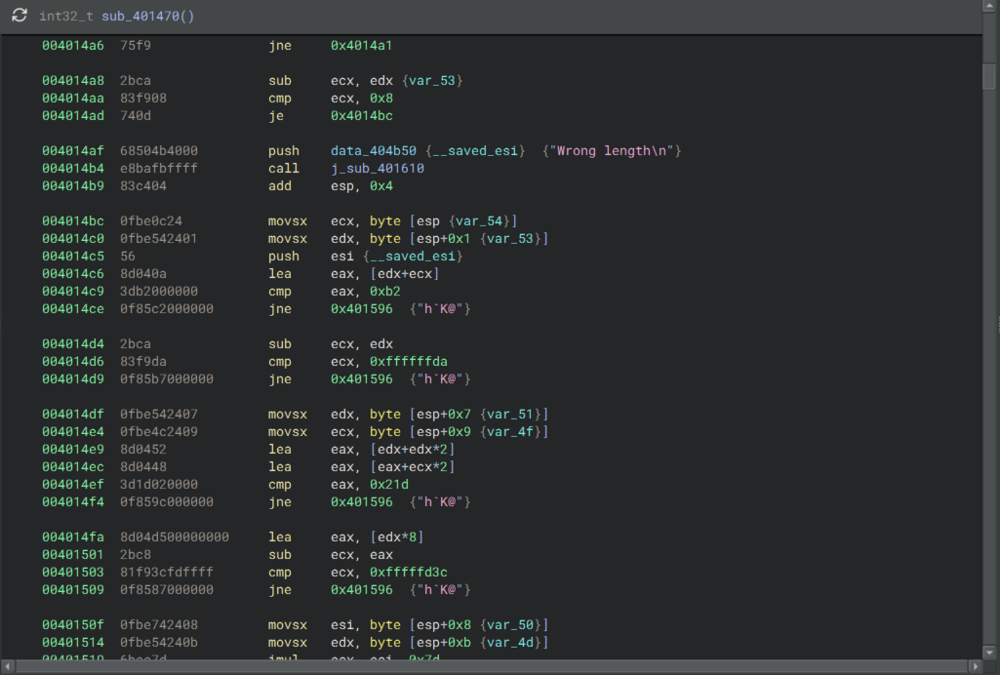 int32_t sub_401470()
004014a6 75f9 jne 0x4014a1
004014a8 2bca sub ecx, edx {var_53}
004014aa 83f908 cmp ecx, 0x8
004014ad 740d je 0x4014bc
004014af 68504b4000 push data_404b50 {__saved_esi} {"Wrong length\n"}
004014b4 e8bafbffff call j_sub_401610
004014b9 83c404 add esp, 0x4
004014bc 0fbe0c24 movsx ecx, byte [esp {var_54}]
004014c0 0fbe542401 movsx edx, byte [esp+0x1 {var_53}]
004014c5 56 push esi {__saved_esi}
004014c6 8d040a lea eax, [edx+ecx]
004014c9 3db2000000 cmp eax, 0xb2
004014ce 0f85c2000000 jne 0x401596 {"h`K@"}
004014d4 2bca sub ecx, edx
004014d6 83f9da cmp ecx, 0xffffffda
004014d9 0f85b7000000 jne 0x401596 {"h`K@"}
004014df 0fbe542407 movsx edx, byte [esp+0x7 {var_51}]
004014e4 0fbe4c2409 movsx ecx, byte [esp+0x9 {var_4f}]
004014e9 8d0452 lea eax, [edx+edx*2]
004014ec 8d0448 lea eax, [eax+ecx*2]
004014ef 3d1d020000 cmp eax, 0x21d
004014f4 0f859c000000 jne 0x401596 {"h`K@"}
004014fa 8d04d500000000 lea eax, [edx*8]
00401501 2bc8 sub ecx, eax
00401503 81f93cfdffff cmp ecx, 0xfffffd3c
00401509 0f8587000000 jne 0x401596 {"h`K@"}
0040150f 0fbe742408 movsx esi, byte [esp+0x8 {var_50}]
00401514 0fbe54240b movsx edx, byte [esp+0xb {var_4d}]